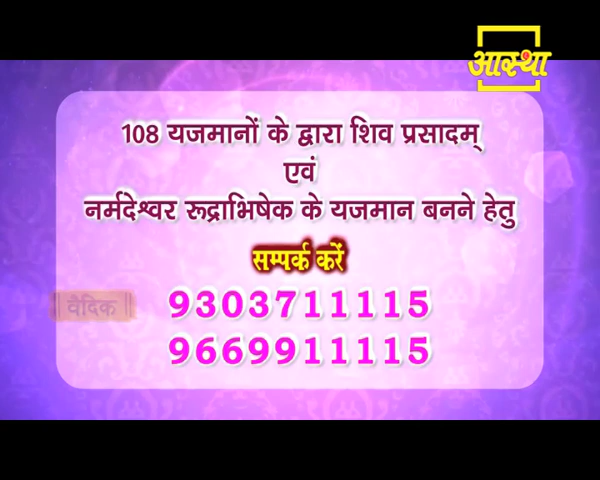 आस्था
108 यजमानों के द्वारा शिव प्रसादम्
एवं
नर्मदेश्वर रूद्राभिषेक के यजमान बनने हेतु
सम्पर्क करें
|| वैदिक ||
9303711115
9669911115